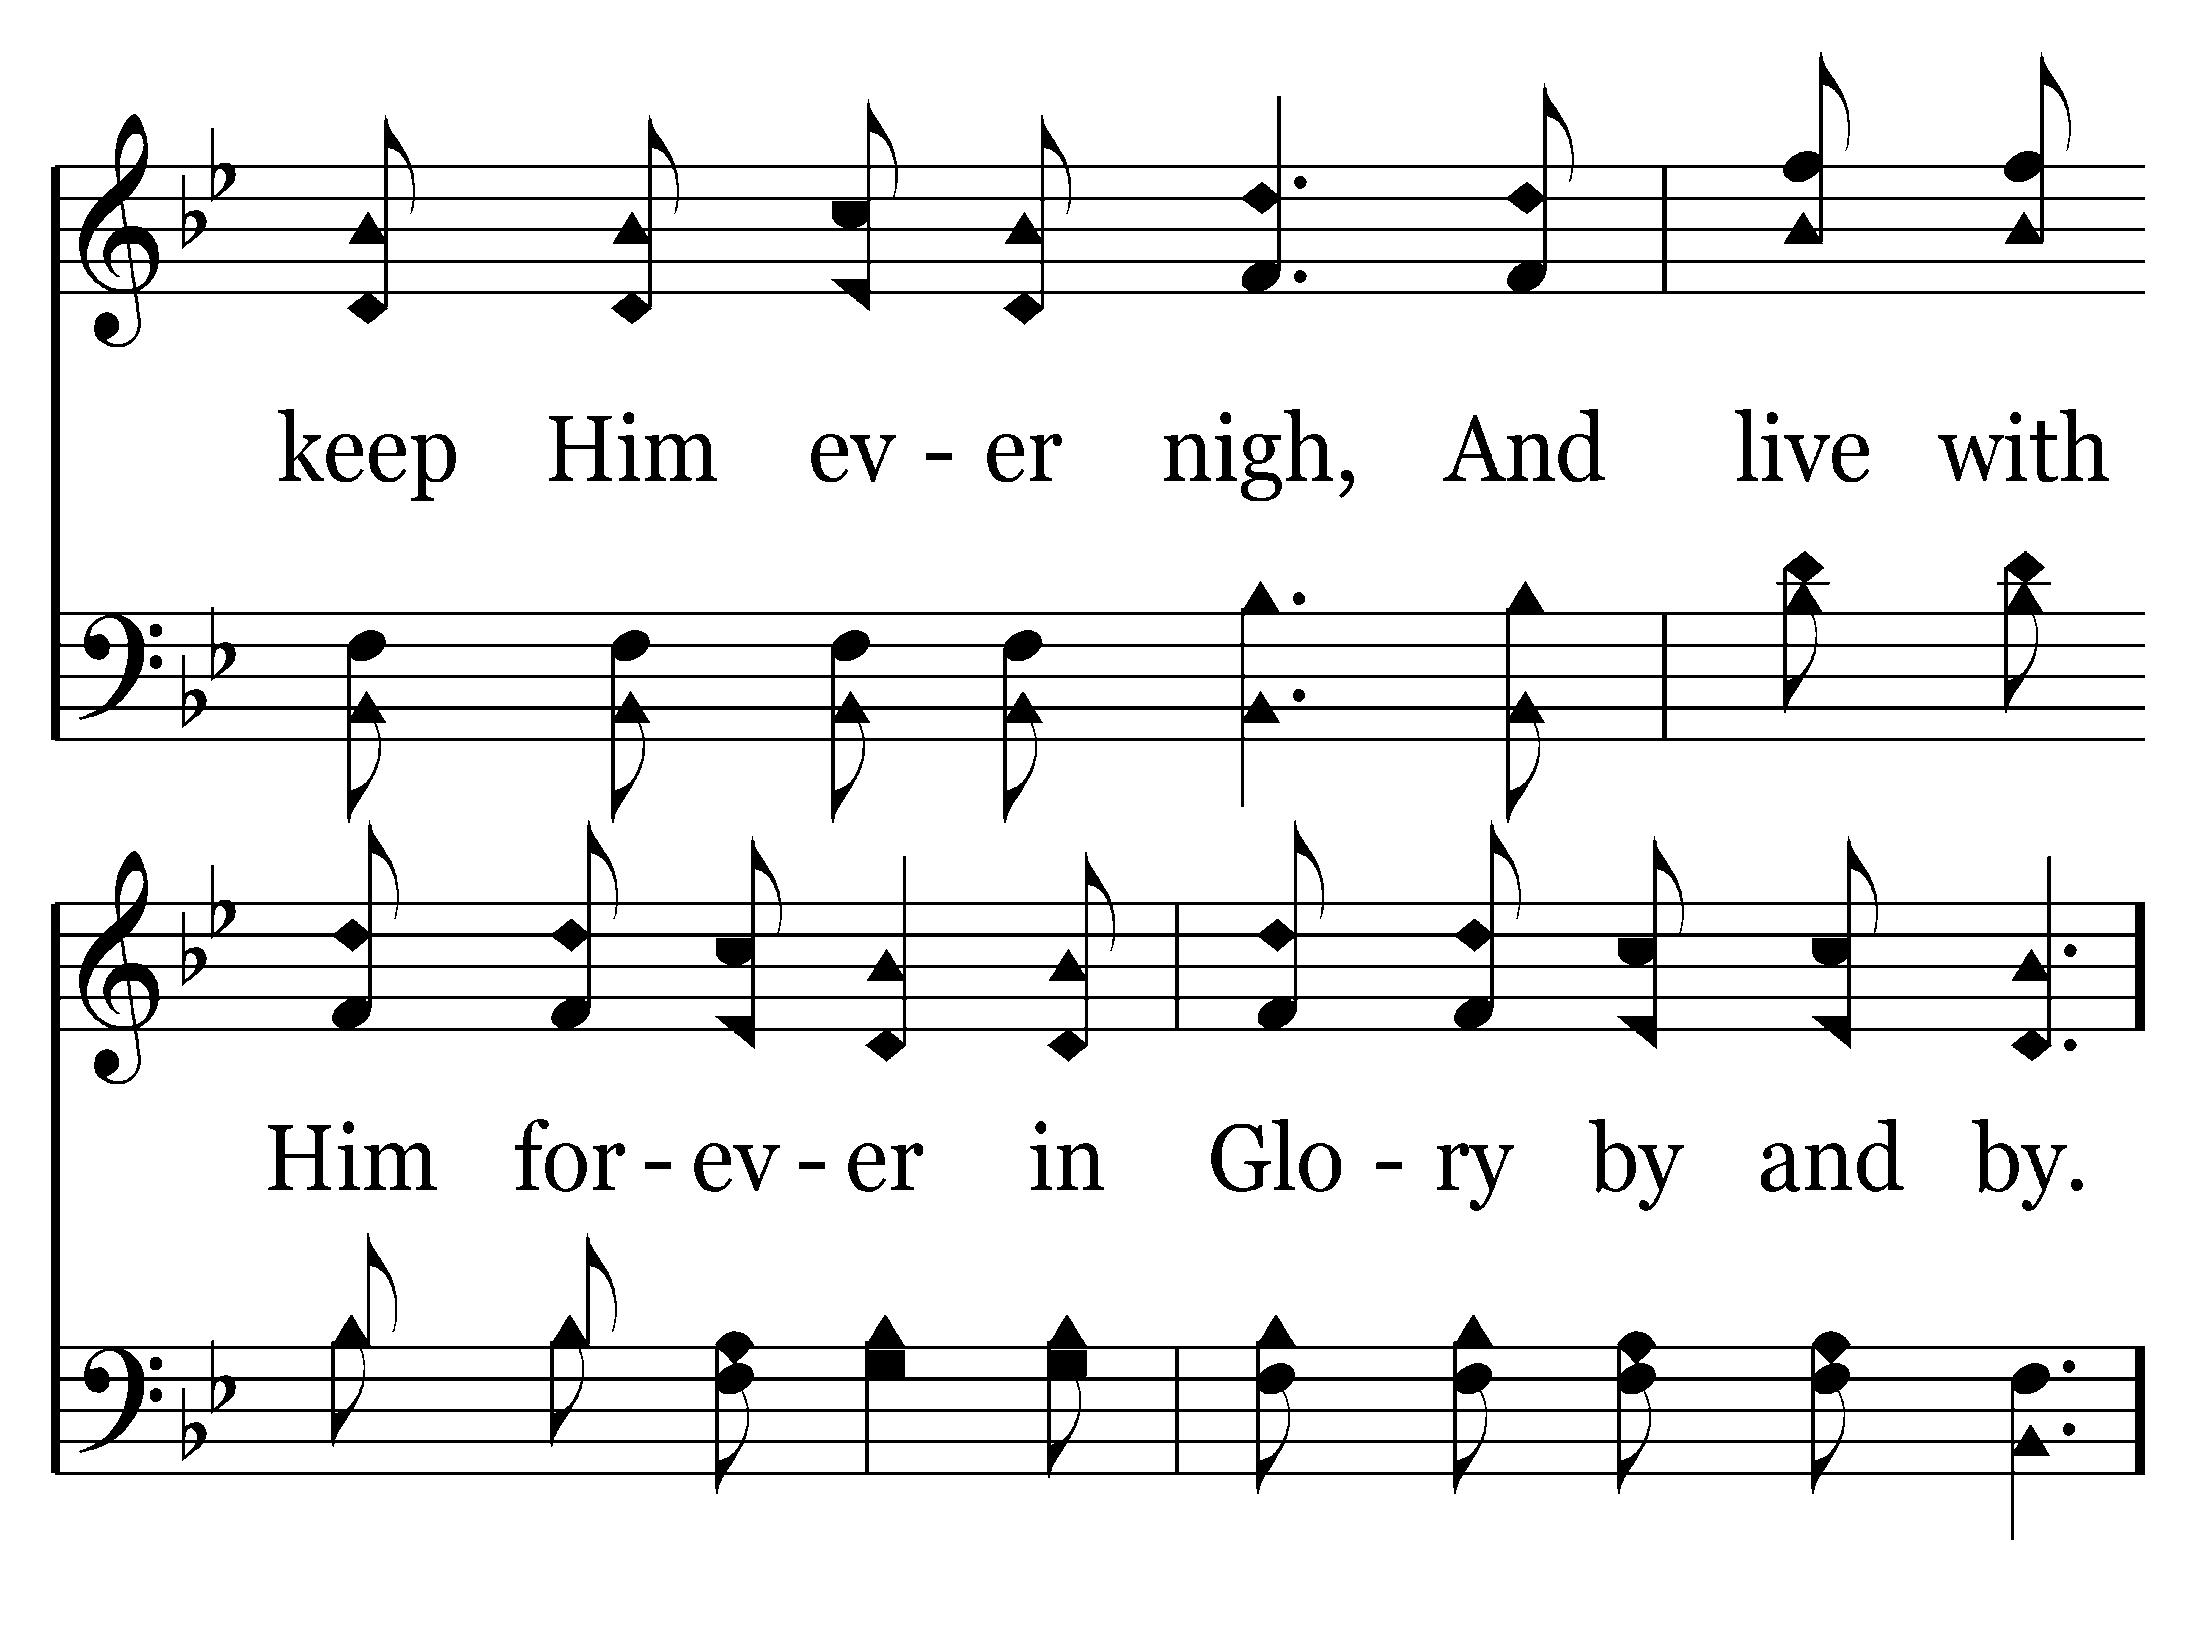 keep Him ev - er nigh, And live with
Him for - ev - er in Glo - ry by and by.